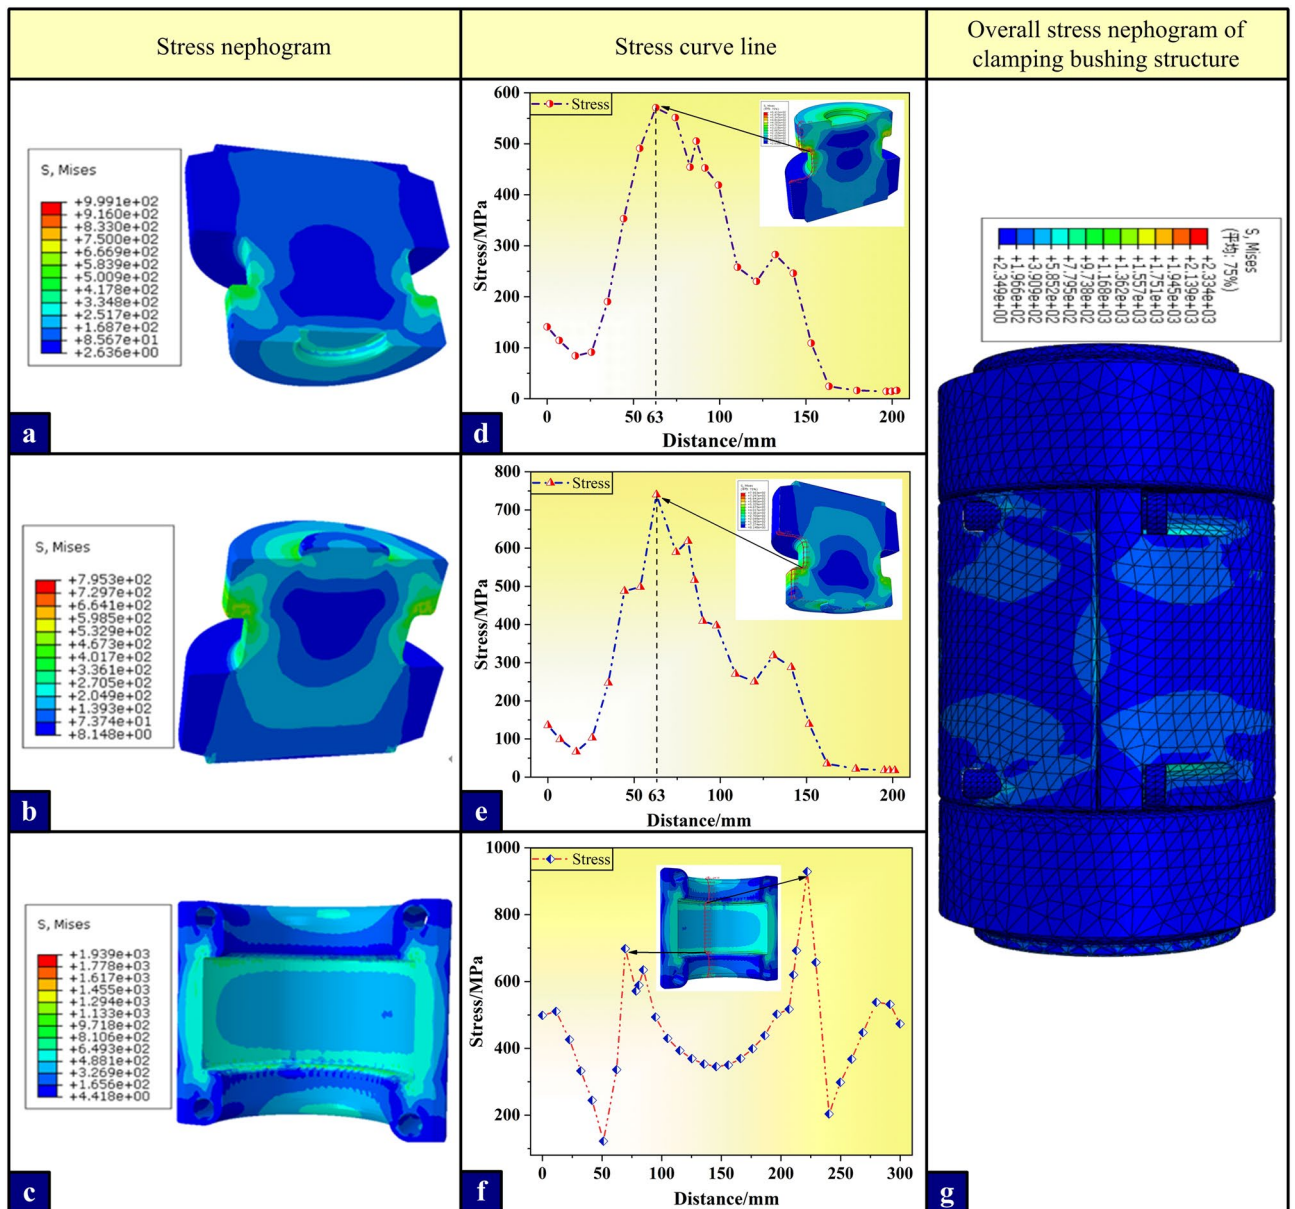 Stress nephogram
Stress curve line
Overall stress nephogram of
clamping bushing structure
S, Mises
+9.991e+02
+9.160e+02
+8.330e+02
+7.500e+02
+6.669e+02
+5.839e+02
+5.009e+02
+4.178e+02
+3.348e+02
+2.517e+02
+1.687e+02
+8.567e+01
+2.636e+00
a
Stress
Stress/MPa
600
500
400
300
200
100
0
0
50
63
100
150
200
Distance/mm
d
S, Mises
+7.953e+02
+7.297e+02
+6.641e+02
+5.985e+02
+5.329e+02
+4.673e+02
+4.017e+02
+3.361e+02
+2.705e+02
+2.049e+02
+1.393e+02
+7.374e+01
+8.148e+00
b
Stress
Stress/MPa
800
700
600
500
400
300
200
100
0
0
50
63
100
150
200
Distance/mm
e
S, Mises
+1.939e+03
+1.778e+03
+1.617e+03
+1.455e+03
+1.294e+03
+1.133e+03
+9.718e+02
+8.106e+02
+6.493e+02
+4.881e+02
+3.269e+02
+1.656e+02
+4.418e+00
c
Stress
Stress/MPa
1000
800
600
400
200
0
50
100
150
200
250
300
Distance/mm
f
S, Mises
(平均: 75%)
+2.334e+03
+2.139e+03
+1.945e+03
+1.751e+03
+1.557e+03
+1.362e+03
+1.168e+03
+9.738e+02
+7.795e+02
+5.852e+02
+3.909e+02
+1.966e+02
+2.349e+00
g